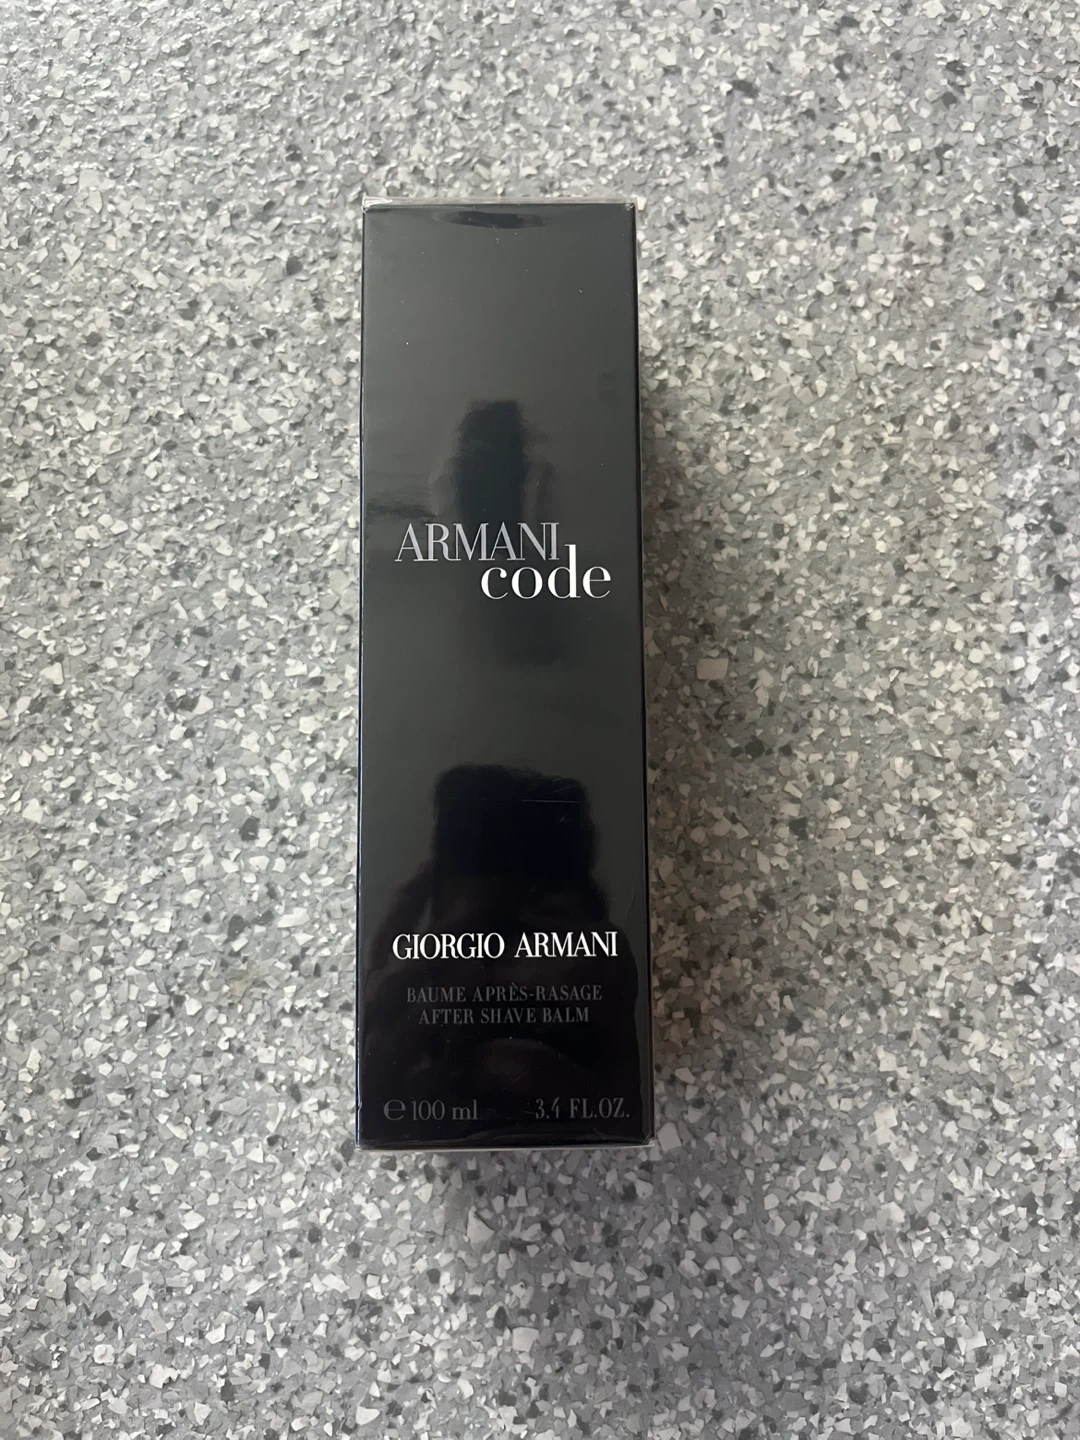 ARMANI
code
GIORGIO ARMANI
BAUME APRÈS-RASAGE
AFTER SHAVE BALM
℮ 100 ml 3.4 FL.OZ.